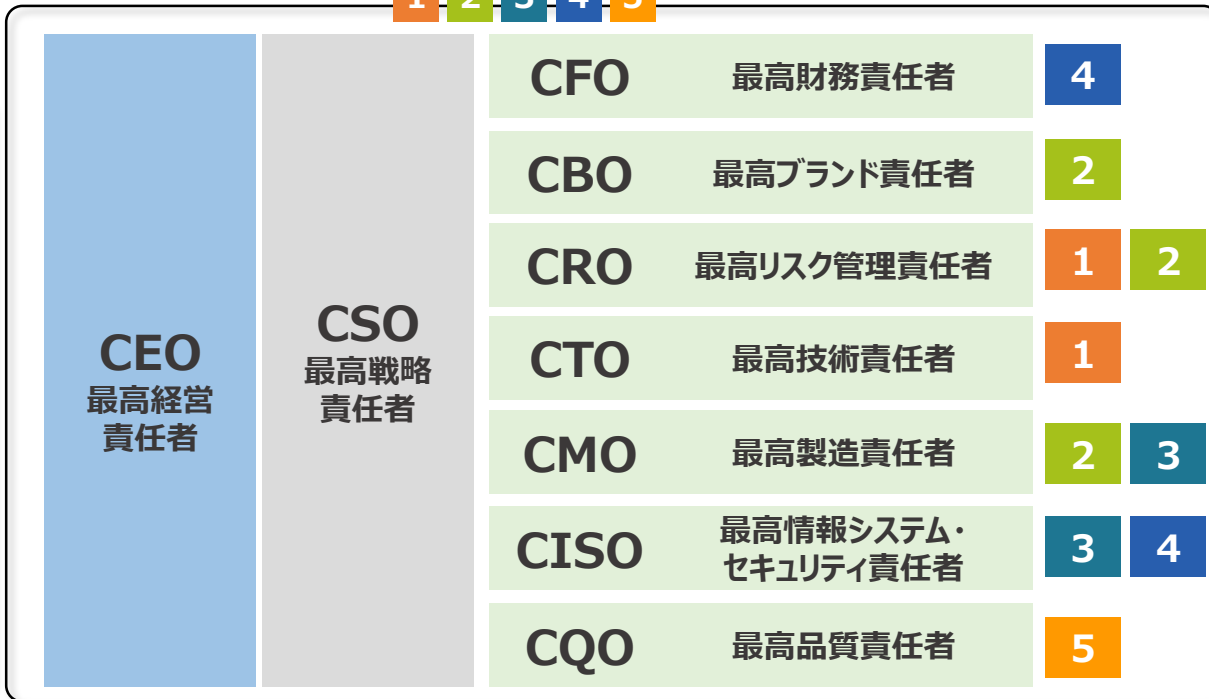 1 2 3 4 5
CEO
最高経営
責任者
CSO
最高戦略
責任者
CFO 最高財務責任者 4
CBO 最高ブランド責任者 2
CRO 最高リスク管理責任者 1 2
CTO 最高技術責任者 1
CMO 最高製造責任者 2 3
CISO 最高情報システム・
セキュリティ責任者 3 4
CQO 最高品質責任者 5